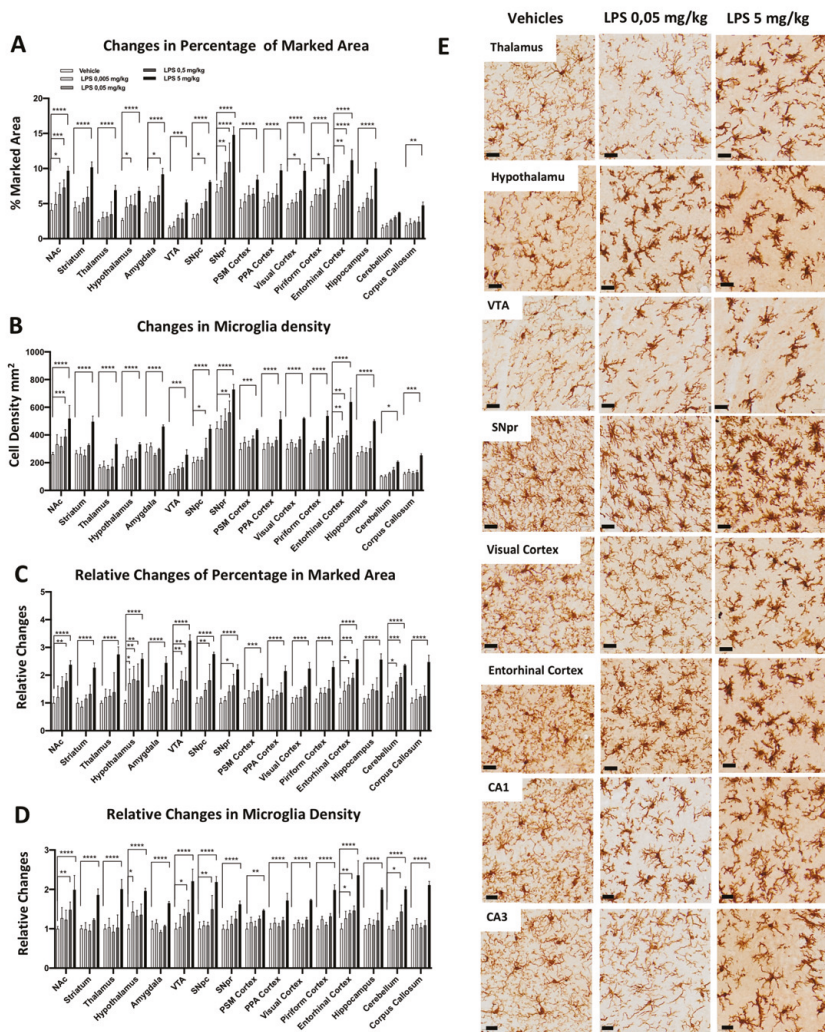 A
Changes in Percentage of Marked Area
Vehicle
LPS 0,005 mg/kg
LPS 0,05 mg/kg
LPS 0,5 mg/kg
LPS 5 mg/kg
% Marked Area
20
15
10
5
0
**** *** * **** **** **** * **** * *** **** * **** **** ** **** **** **** * **** * **** **** ** **** **
NAc
Striatum
Thalamus
Hypothalamus
Amygdala
VTA
SNpc
SNpr
PSM Cortex
PPA Cortex
Visual Cortex
Piriform Cortex
Entorhinal Cortex
Hippocampus
Cerebellum
Corpus Callosum
B
Changes in Microglia density
Cell Density mm²
1000
800
600
400
200
0
**** *** **** **** **** **** *** **** * **** ** *** **** **** **** **** ** ** **** * ***
NAc
Striatum
Thalamus
Hypothalamus
Amygdala
VTA
SNpc
SNpr
PSM Cortex
PPA Cortex
Visual Cortex
Piriform Cortex
Entorhinal Cortex
Hippocampus
Cerebellum
Corpus Callosum
C
Relative Changes of Percentage in Marked Area
Relative Changes
5
4
3
2
1
0
**** ** **** **** **** ** ** * **** **** ** ** **** ** **** * *** **** **** **** **** *** * **** **** *** * ****
NAc
Striatum
Thalamus
Hypothalamus
Amygdala
VTA
SNpc
SNpr
PSM Cortex
PPA Cortex
Visual Cortex
Piriform Cortex
Entorhinal Cortex
Hippocampus
Cerebellum
Corpus Callosum
D
Relative Changes in Microglia Density
Relative Changes
3
2
1
0
**** ** **** **** **** * **** **** * **** ** **** ** **** **** **** **** ** * **** **** * ****
NAc
Striatum
Thalamus
Hypothalamus
Amygdala
VTA
SNpc
SNpr
PSM Cortex
PPA Cortex
Visual Cortex
Piriform Cortex
Entorhinal Cortex
Hippocampus
Cerebellum
Corpus Callosum
E
Vehicles
LPS 0,05 mg/kg
LPS 5 mg/kg
Thalamus
Hypothalamu
VTA
SNpr
Visual Cortex
Entorhinal Cortex
CA1
CA3